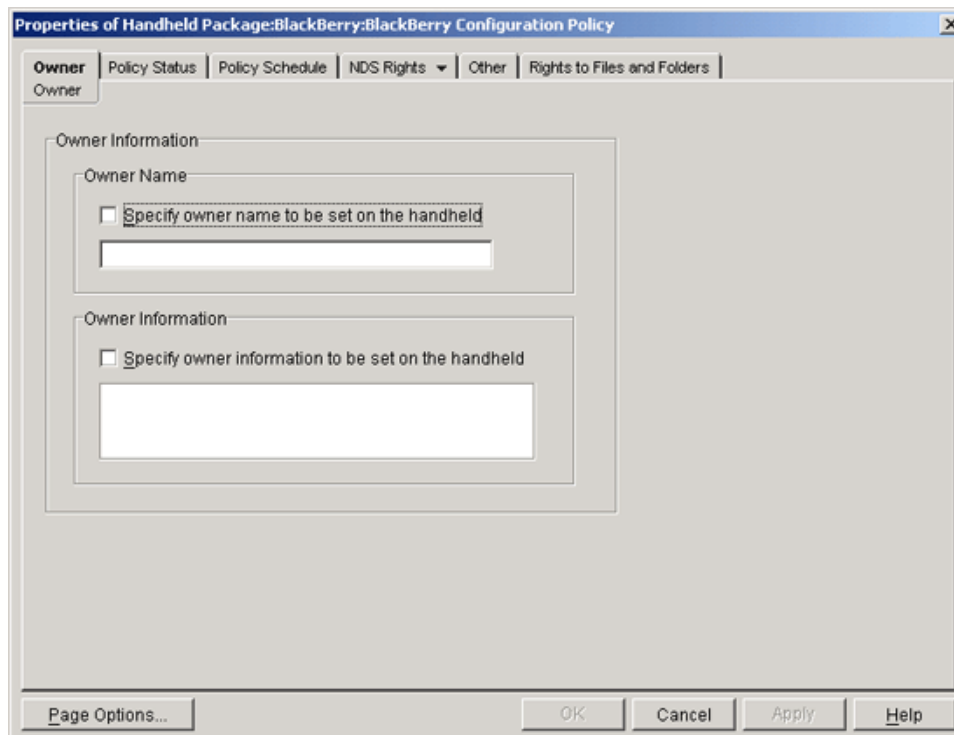 Properties of Handheld Package:BlackBerry:BlackBerry Configuration Policy
Owner Policy Status Policy Schedule NDS Rights Other Rights to Files and Folders
Owner
Owner Information
Owner Name
Specify owner name to be set on the handheld
Owner Information
Specify owner information to be set on the handheld
Page Options... OK Cancel Apply Help